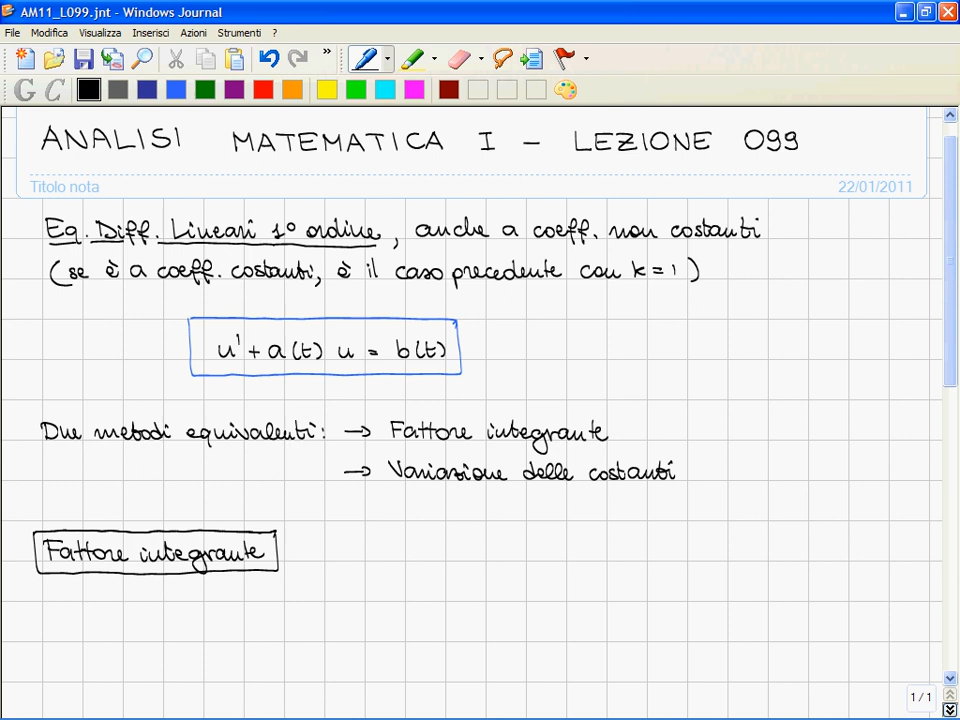 AM11_L099.jnt - Windows Journal
File Modifica Visualizza Inserisci Azioni Strumenti ?
G C
ANALISI MATEMATICA I - LEZIONE 099
Titolo nota 22/01/2011
Eq. Diff. Lineari 1° ordine, anche a coeff. non costanti
(se è a coeff. costanti, è il caso precedente con k=1)
u' + a(t) u = b(t)
Due metodi equivalenti: → Fattore integrante
→ Variazione delle costanti
Fattore integrante
1 / 1